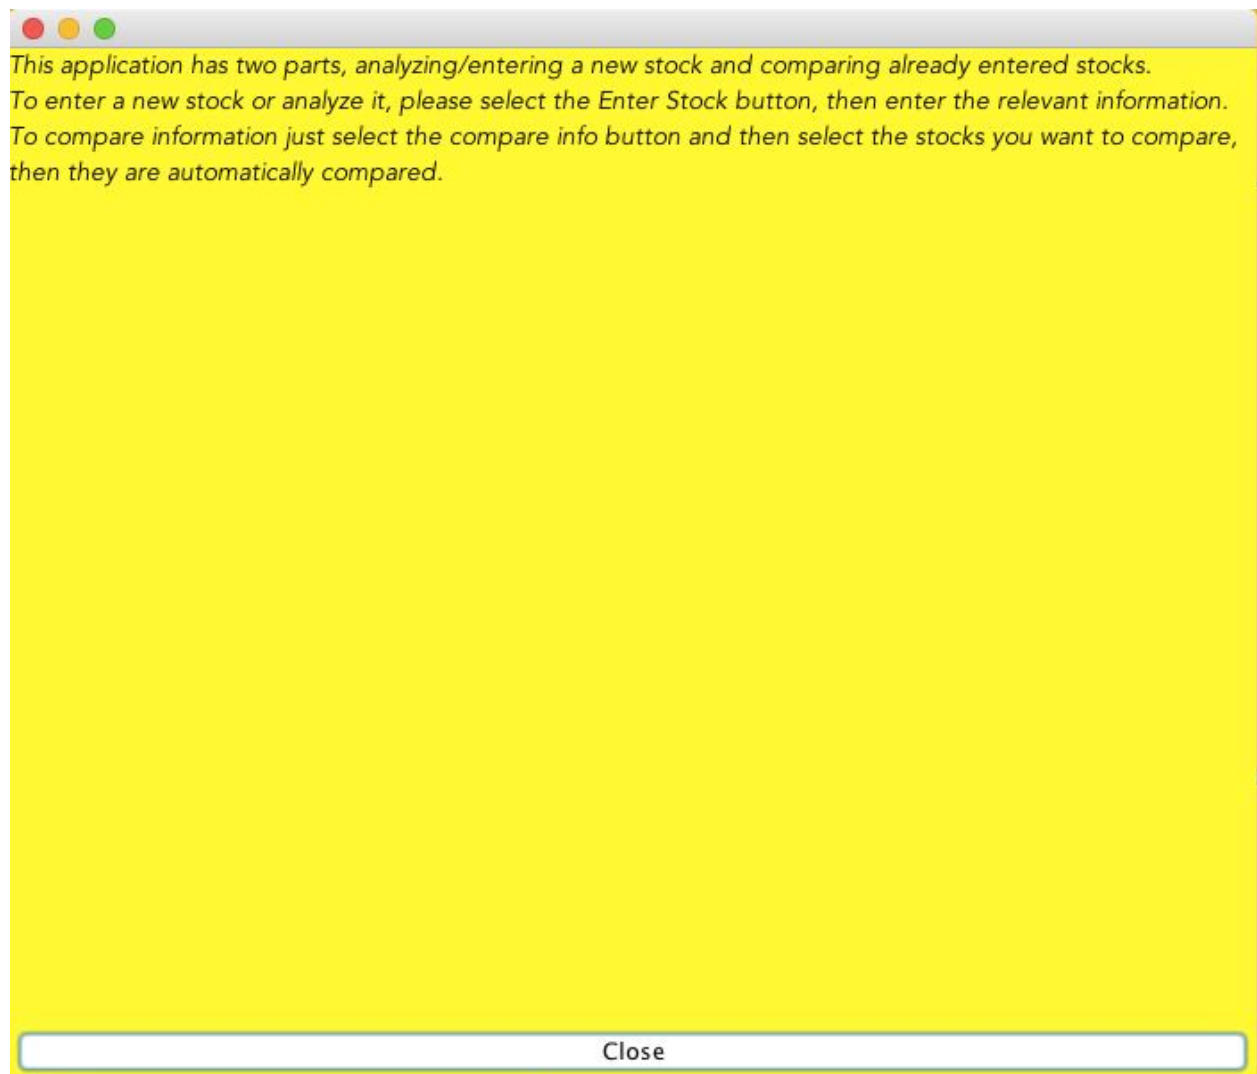 This application has two parts, analyzing/entering a new stock and comparing already entered stocks.
To enter a new stock or analyze it, please select the Enter Stock button, then enter the relevant information.
To compare information just select the compare info button and then select the stocks you want to compare,
then they are automatically compared.
Close